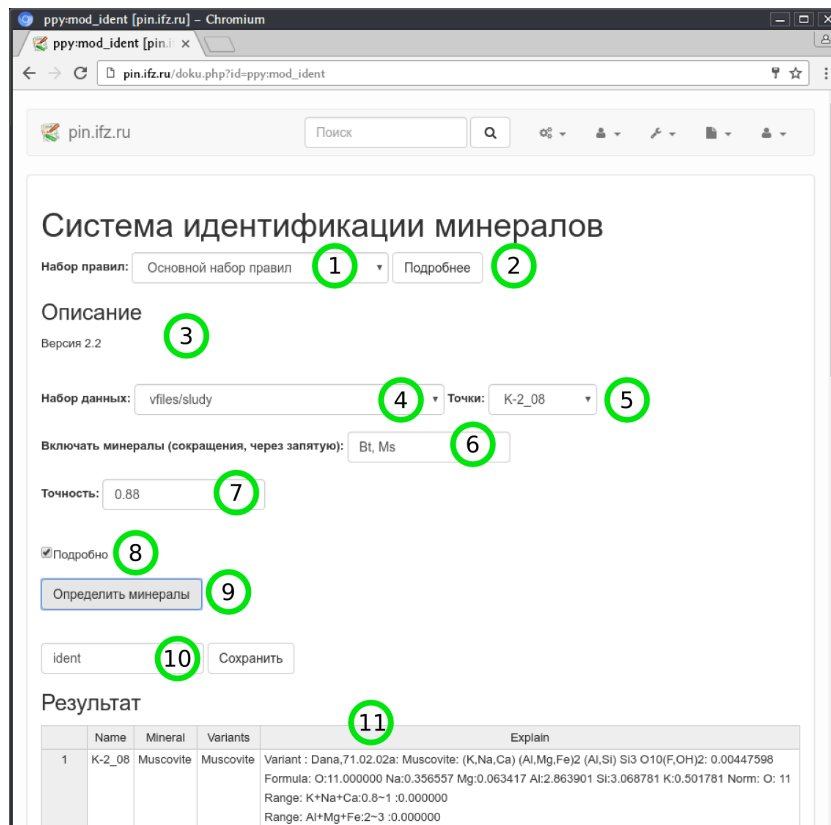 ppy:mod_ident [pin.ifz.ru] – Chromium
ppy:mod_ident [pin.i
pin.ifz.ru/doku.php?id=ppy:mod_ident
pin.ifz.ru Поиск
Система идентификации минералов
Набор правил: Основной набор правил 1 Подробнее 2
Описание
3
Версия 2.2
Набор данных: vfiles/sludy 4 Точки: K-2_08 5
Включать минералы (сокращения, через запятую): Bt, Ms 6
Точность: 0.88 7
Подробно 8
Определить минералы 9
ident 10 Сохранить
Результат
11
Name Mineral Variants Explain
1 K-2_08 Muscovite Muscovite Variant : Dana,71.02.02a: Muscovite: (K,Na,Ca) (Al,Mg,Fe)2 (Al,Si) Si3 O10(F,OH)2: 0.00447598
Formula: O:11.000000 Na:0.356557 Mg:0.063417 Al:2.863901 Si:3.068781 K:0.501781 Norm: O: 11
Range: K+Na+Ca:0.8~1 :0.000000
Range: Al+Mg+Fe:2~3 :0.000000